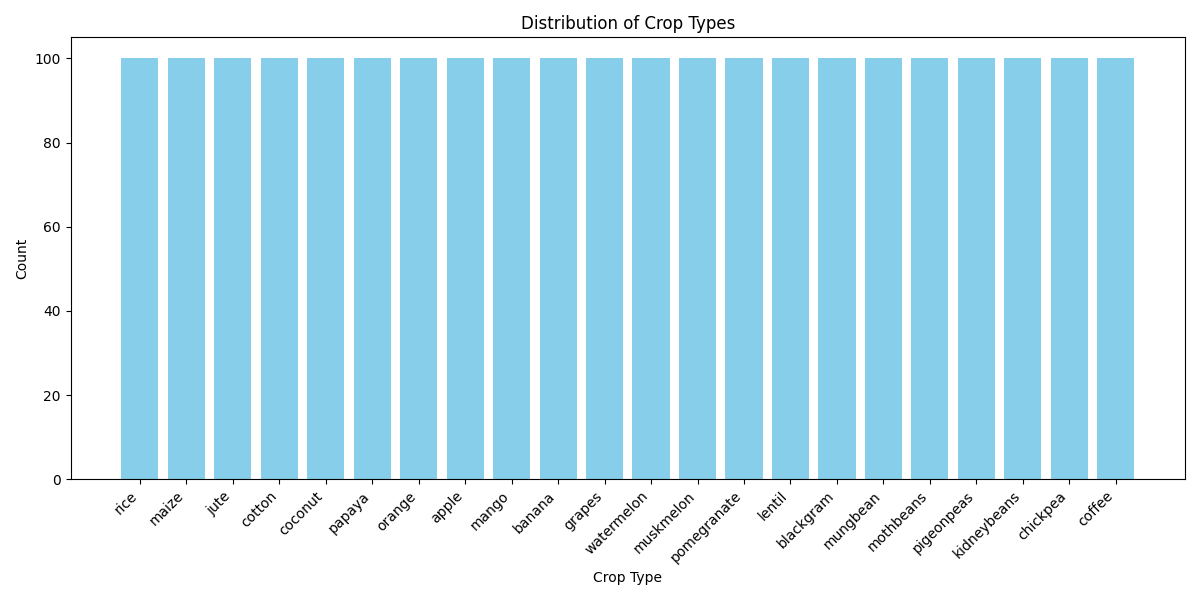 Distribution of Crop Types
100
80
60
40
20
0
Count
rice
maize
jute
cotton
coconut
papaya
orange
apple
mango
banana
grapes
watermelon
muskmelon
pomegranate
lentil
blackgram
mungbean
mothbeans
pigeonpeas
kidneybeans
chickpea
coffee
Crop Type